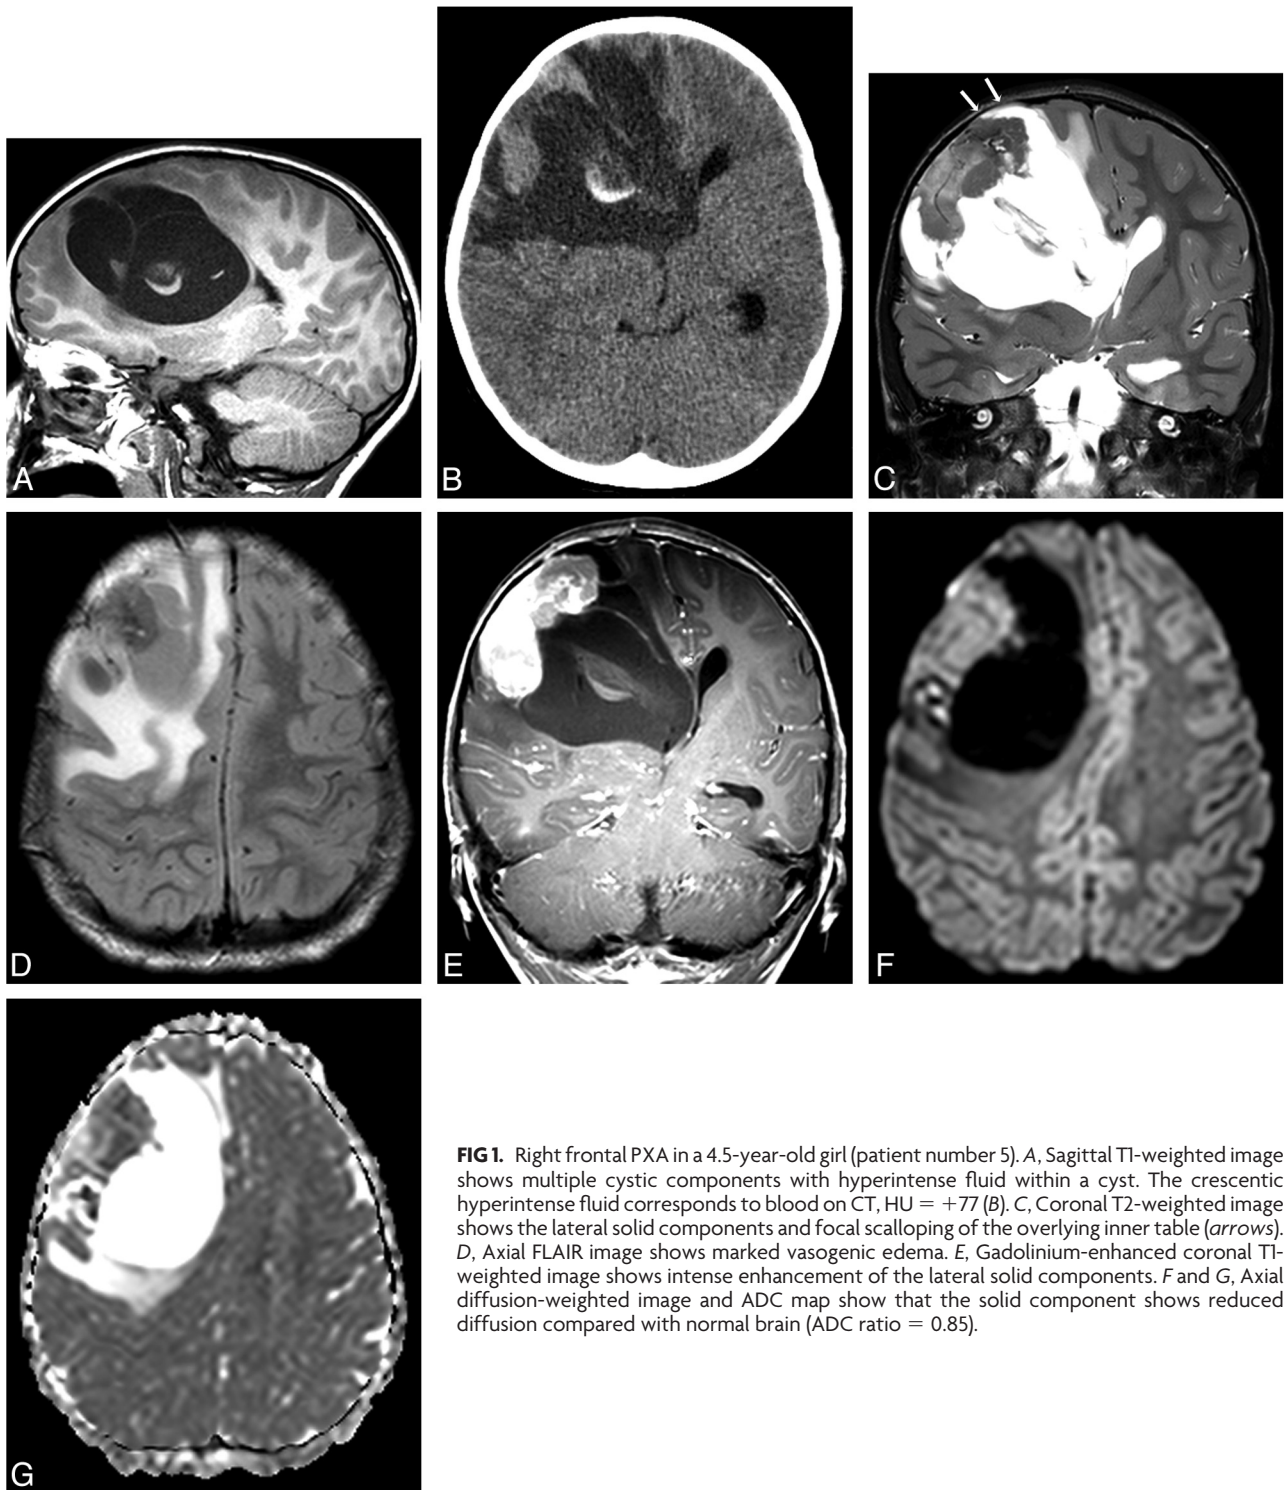 A
B
C
D
E
F
G
FIG 1. Right frontal PXA in a 4.5-year-old girl (patient number 5). A, Sagittal T1-weighted image
shows multiple cystic components with hyperintense fluid within a cyst. The crescentic
hyperintense fluid corresponds to blood on CT, HU = +77 (B). C, Coronal T2-weighted image
shows the lateral solid components and focal scalloping of the overlying inner table (arrows).
D, Axial FLAIR image shows marked vasogenic edema. E, Gadolinium-enhanced coronal T1-
weighted image shows intense enhancement of the lateral solid components. F and G, Axial
diffusion-weighted image and ADC map show that the solid component shows reduced
diffusion compared with normal brain (ADC ratio = 0.85).